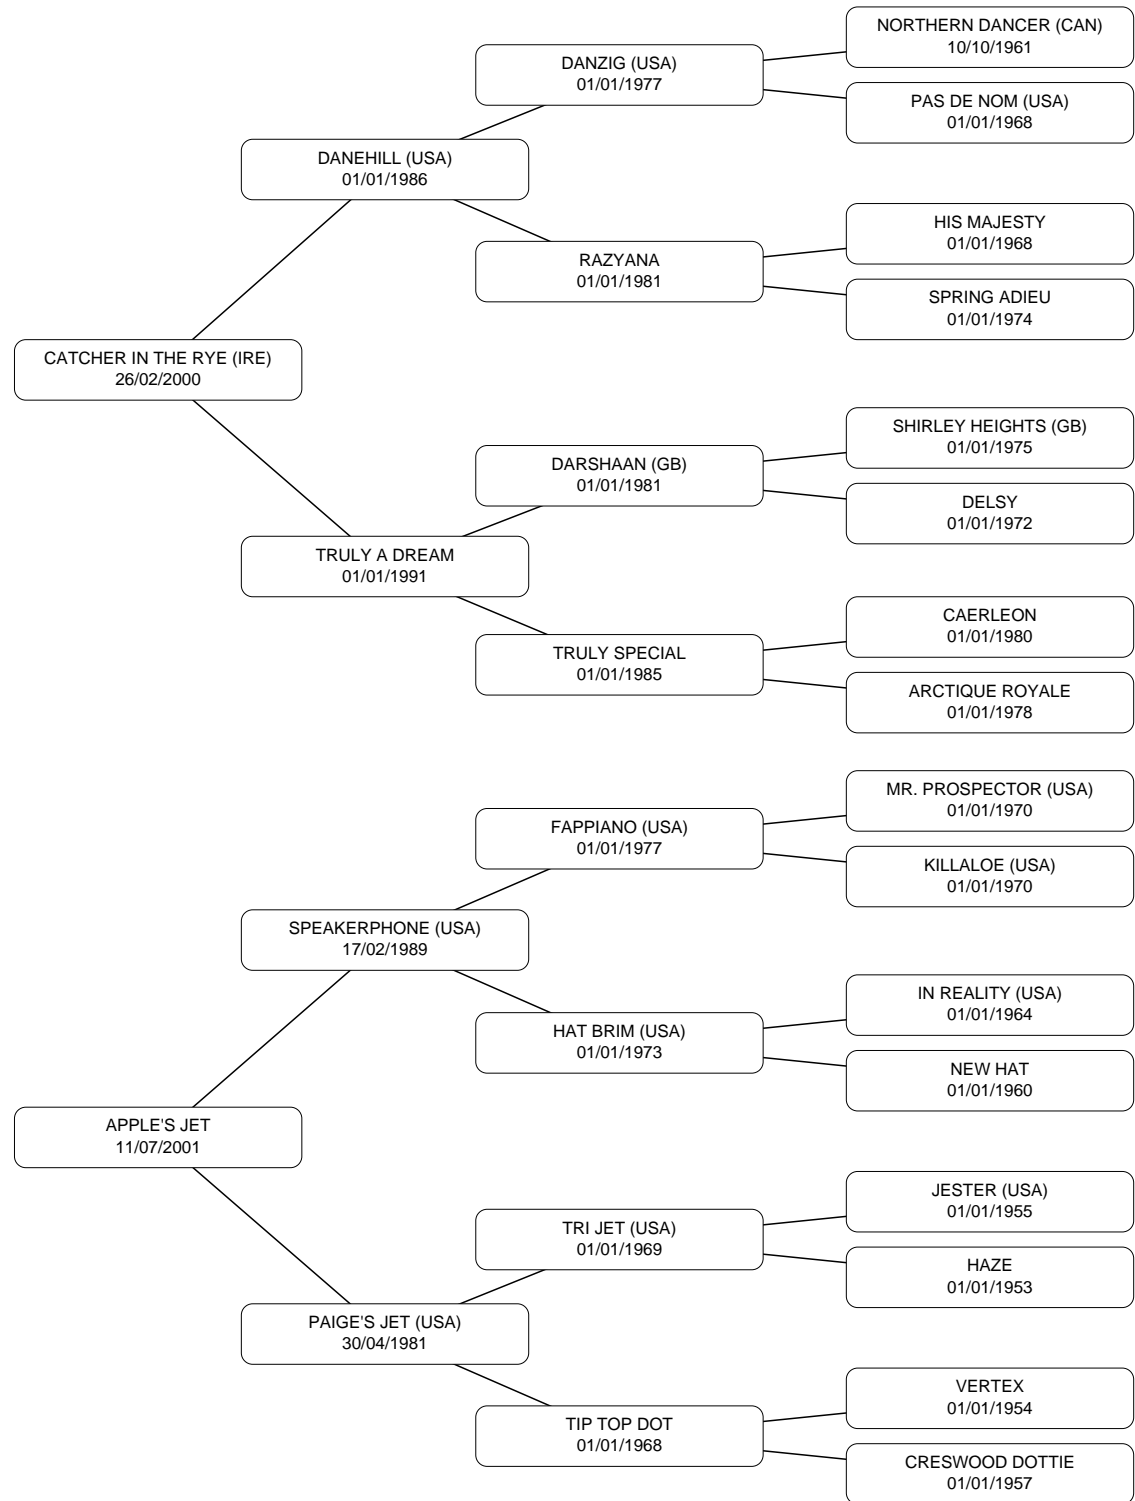 NORTHERN DANCER (CAN)
10/10/1961
DANZIG (USA)
01/01/1977
PAS DE NOM (USA)
01/01/1968
DANEHILL (USA)
01/01/1986
HIS MAJESTY
01/01/1968
RAZYANA
01/01/1981
SPRING ADIEU
01/01/1974
CATCHER IN THE RYE (IRE)
26/02/2000
SHIRLEY HEIGHTS (GB)
01/01/1975
DARSHAAN (GB)
01/01/1981
DELSY
01/01/1972
TRULY A DREAM
01/01/1991
CAERLEON
01/01/1980
TRULY SPECIAL
01/01/1985
ARCTIQUE ROYALE
01/01/1978
MR. PROSPECTOR (USA)
01/01/1970
FAPPIANO (USA)
01/01/1977
KILLALOE (USA)
01/01/1970
SPEAKERPHONE (USA)
17/02/1989
IN REALITY (USA)
01/01/1964
HAT BRIM (USA)
01/01/1973
NEW HAT
01/01/1960
APPLE'S JET
11/07/2001
JESTER (USA)
01/01/1955
TRI JET (USA)
01/01/1969
HAZE
01/01/1953
PAIGE'S JET (USA)
30/04/1981
VERTEX
01/01/1954
TIP TOP DOT
01/01/1968
CRESWOOD DOTTIE
01/01/1957